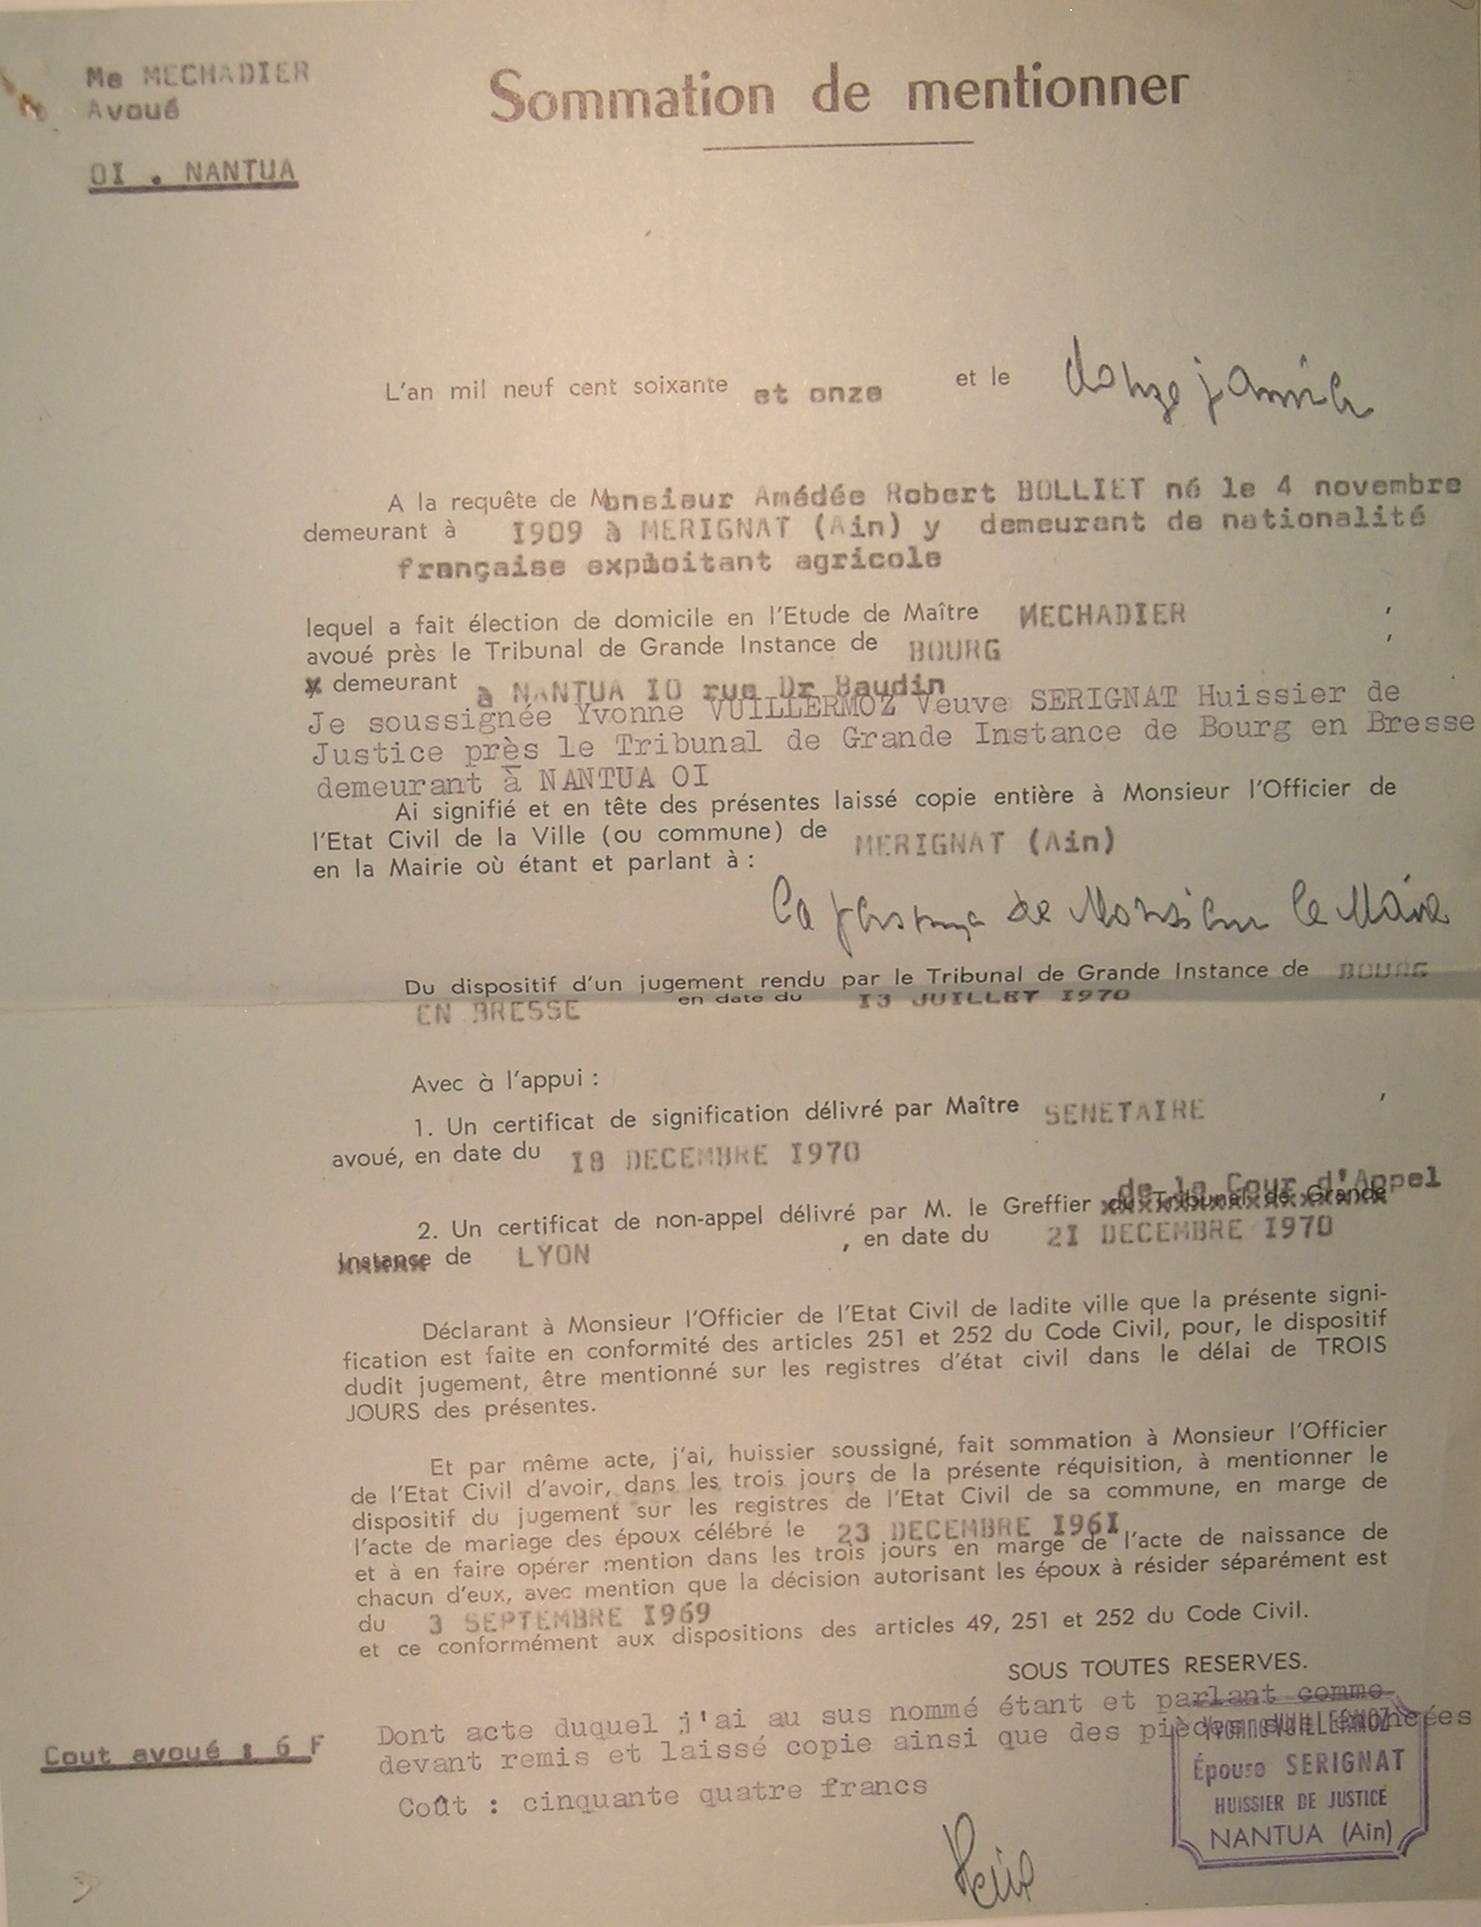 Me MECHADIER
Avoué
OI . NANTUA
Sommation de mentionner
L'an mil neuf cent soixante et onze et le douze janvier
A la requête de Monsieur Amédée Robert BOLLIET né le 4 novembre
demeurant à 1909 à MERIGNAT (Ain) y demeurant de nationalité
française exploitant agricole
lequel a fait élection de domicile en l'Etude de Maître MECHADIER ,
avoué près le Tribunal de Grande Instance de BOURG ,
demeurant à NANTUA IO rue Dr Baudin
Je soussignée Yvonne VUILLERMOZ Veuve SERIGNAT Huissier de
Justice près le Tribunal de Grande Instance de Bourg en Bresse
demeurant à NANTUA OI
Ai signifié et en tête des présentes laissé copie entière à Monsieur l'Officier de
l'Etat Civil de la Ville (ou commune) de MERIGNAT (Ain)
en la Mairie où étant et parlant à :
la personne de Monsieur le Maire
Du dispositif d'un jugement rendu par le Tribunal de Grande Instance de BOURG
EN BRESSE en date du I3 JUILLET I970
Avec à l'appui :
1. Un certificat de signification délivré par Maître SENETAIRE ,
avoué, en date du I8 DECEMBRE I970
de la Cour d'Appel
2. Un certificat de non-appel délivré par M. le Greffier du Tribunal de Grande
Instance de LYON , en date du 2I DECEMBRE I970
Déclarant à Monsieur l'Officier de l'Etat Civil de ladite ville que la présente signi-
fication est faite en conformité des articles 251 et 252 du Code Civil, pour, le dispositif
dudit jugement, être mentionné sur les registres d'état civil dans le délai de TROIS
JOURS des présentes.
Et par même acte, j'ai, huissier soussigné, fait sommation à Monsieur l'Officier
de l'Etat Civil d'avoir, dans les trois jours de la présente réquisition, à mentionner le
dispositif du jugement sur les registres de l'Etat Civil de sa commune, en marge de
l'acte de mariage des époux célébré le 23 DECEMBRE I96I
et à en faire opérer mention dans les trois jours en marge de l'acte de naissance de
chacun d'eux, avec mention que la décision autorisant les époux à résider séparément est
du 3 SEPTEMBRE I969
et ce conformément aux dispositions des articles 49, 251 et 252 du Code Civil.
SOUS TOUTES RESERVES.
Dont acte duquel j'ai au sus nommé étant et parlant comme
devant remis et laissé copie ainsi que des pièces sus énoncées
Cout avoué : 6 F
Coût : cinquante quatre francs
Yvonne VUILLERMOZ
Épouse SERIGNAT
HUISSIER DE JUSTICE
NANTUA (Ain)